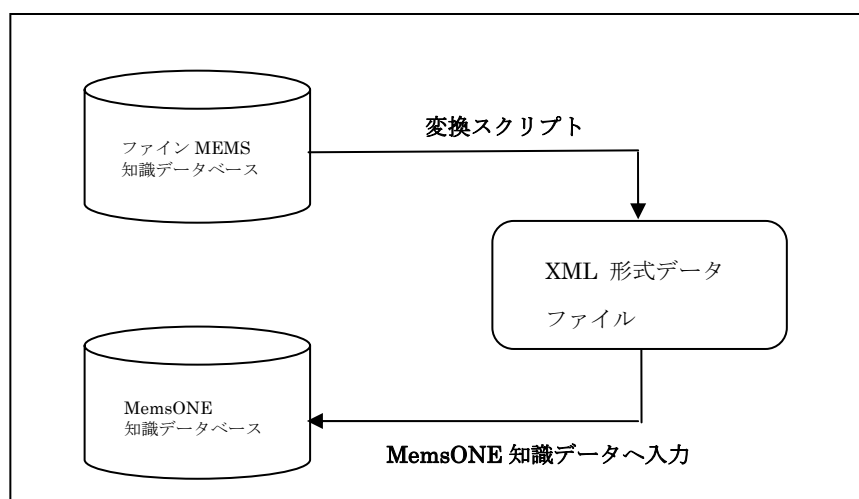 ファイン MEMS
知識データベース
変換スクリプト
XML 形式データ
ファイル
MemsONE
知識データベース
MemsONE 知識データへ入力